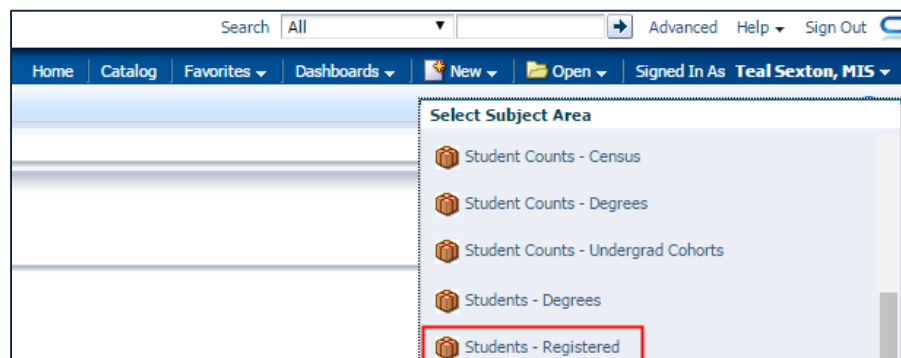 Search All Advanced Help Sign Out
Home Catalog Favorites Dashboards New Open Signed In As Teal Sexton, MIS
Select Subject Area
Student Counts - Census
Student Counts - Degrees
Student Counts - Undergrad Cohorts
Students - Degrees
Students - Registered